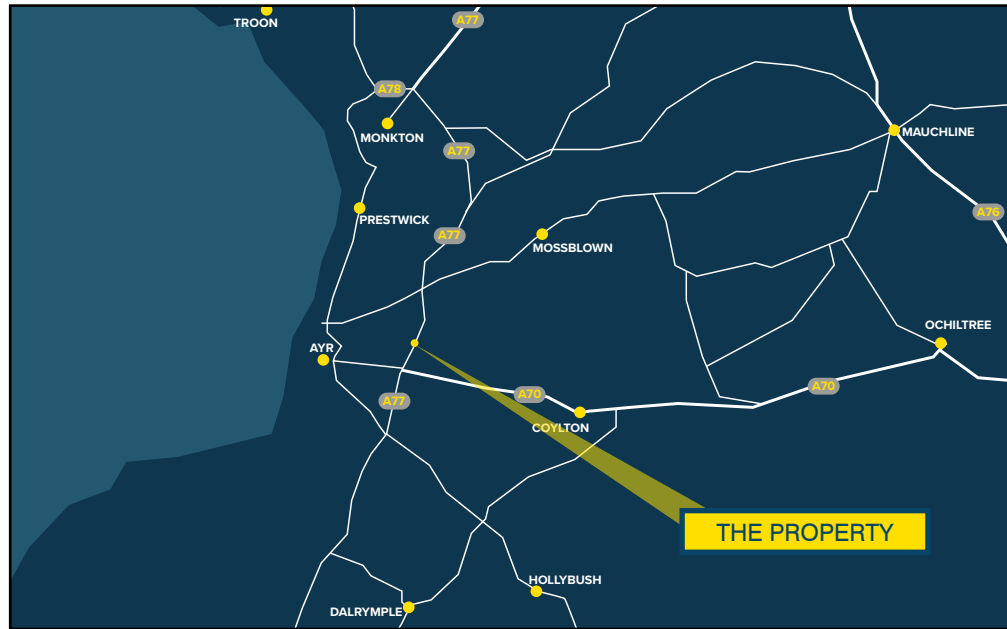 TROON
A77
A78
MONKTON
MAUCHLINE
A77
PRESTWICK
A76
A77
MOSSBLOWN
OCHILTREE
AYR
A70
A70
A77
COYLTON
THE PROPERTY
HOLLYBUSH
DALRYMPLE